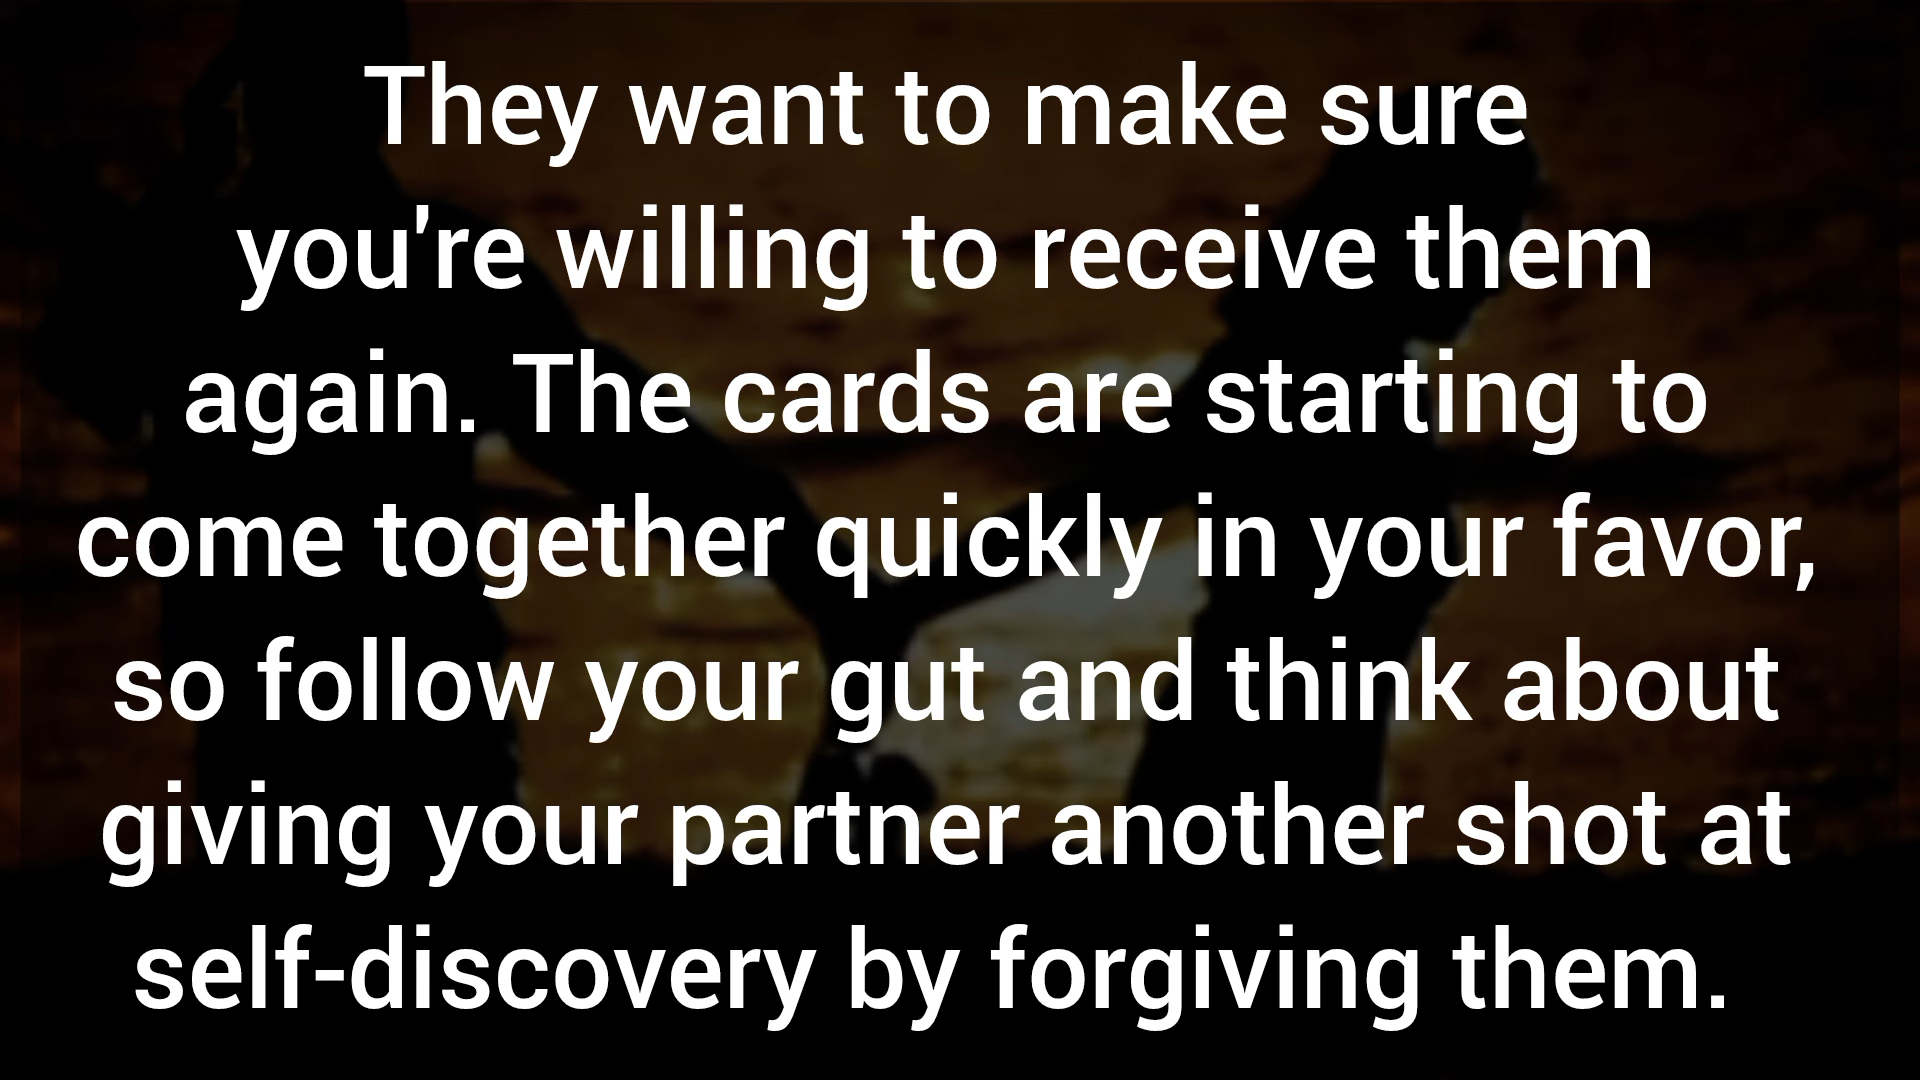 They want to make sure
you're willing to receive them
again. The cards are starting to
come together quickly in your favor,
so follow your gut and think about
giving your partner another shot at
self-discovery by forgiving them.